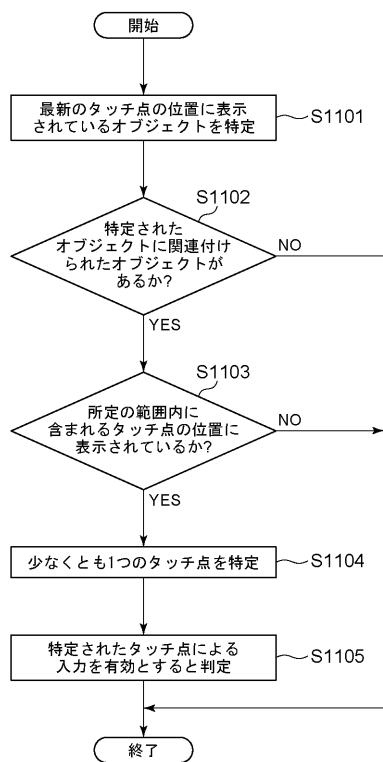 開始
最新のタッチ点の位置に表示
されているオブジェクトを特定
S1101
S1102
特定された
オブジェクトに関連付け
られたオブジェクトが
あるか?
NO
YES
S1103
所定の範囲内に
含まれるタッチ点の位置に
表示されているか?
NO
YES
少なくとも1つのタッチ点を特定
S1104
特定されたタッチ点による
入力を有効とすると判定
S1105
終了